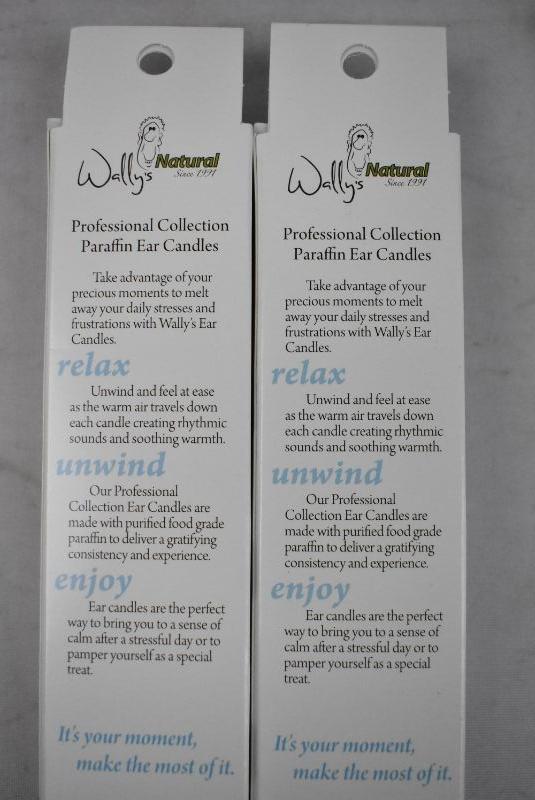 Wally's Natural
Since 1991
Professional Collection
Paraffin Ear Candles
Take advantage of your
precious moments to melt
away your daily stresses and
frustrations with Wally's Ear
Candles.
relax
Unwind and feel at ease
as the warm air travels down
each candle creating rhythmic
sounds and soothing warmth.
unwind
Our Professional
Collection Ear Candles are
made with purified food grade
paraffin to deliver a gratifying
consistency and experience.
enjoy
Ear candles are the perfect
way to bring you to a sense of
calm after a stressful day or to
pamper yourself as a special
treat.
It's your moment,
make the most of it.
Wally's Natural
Since 1991
Professional Collection
Paraffin Ear Candles
Take advantage of your
precious moments to melt
away your daily stresses and
frustrations with Wally's Ear
Candles.
relax
Unwind and feel at ease
as the warm air travels down
each candle creating rhythmic
sounds and soothing warmth.
unwind
Our Professional
Collection Ear Candles are
made with purified food grade
paraffin to deliver a gratifying
consistency and experience.
enjoy
Ear candles are the perfect
way to bring you to a sense of
calm after a stressful day or to
pamper yourself as a special
treat.
It's your moment,
make the most of it.